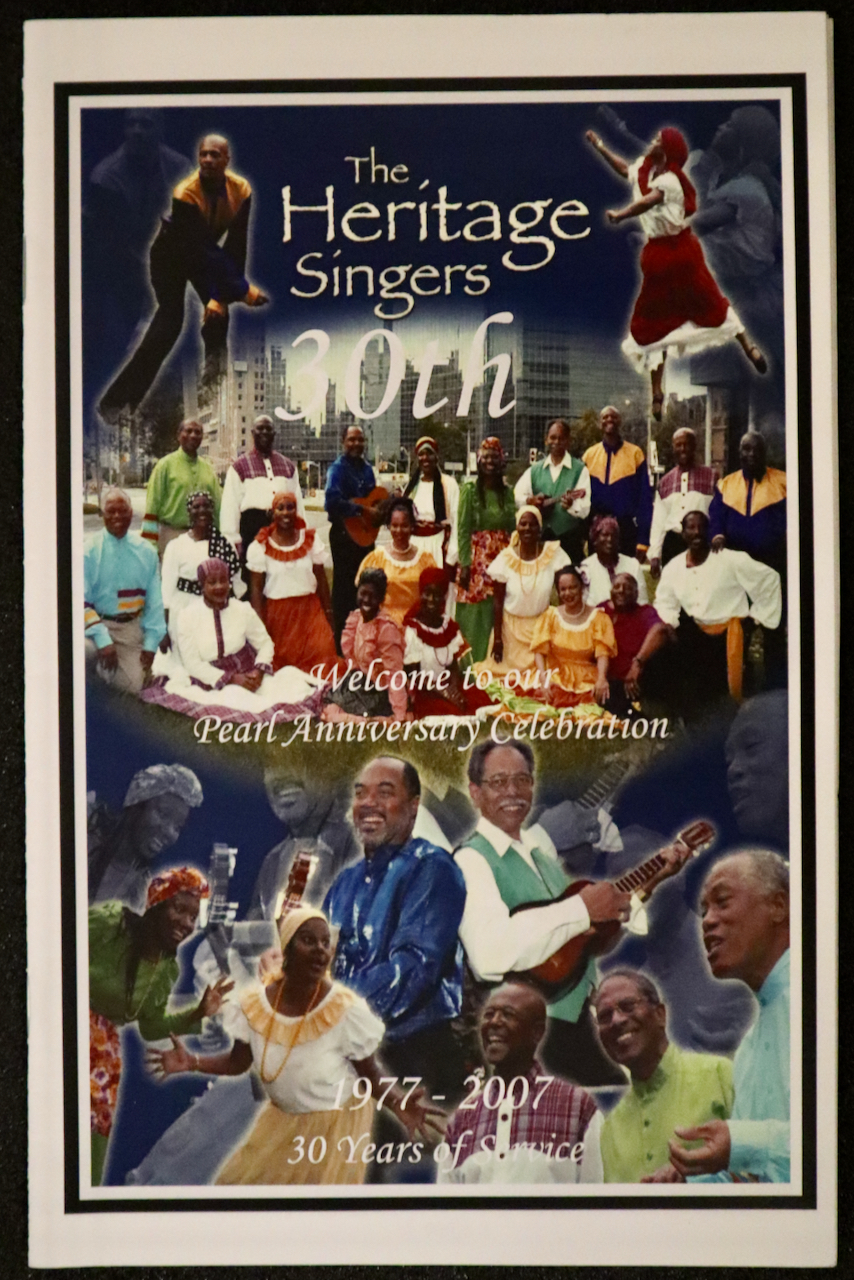 The
Heritage
Singers
30th
Welcome to our
Pearl Anniversary Celebration
1977 - 2007
30 Years of Service